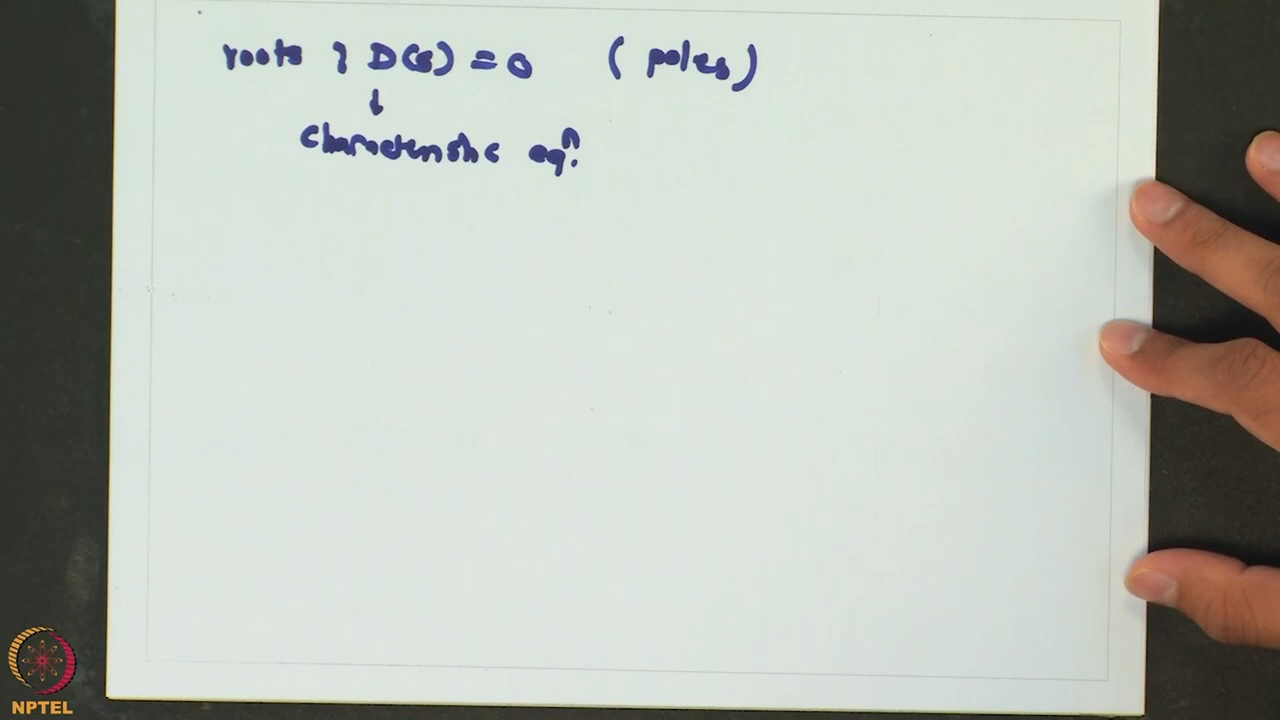 roots of D(s) = 0 (poles)
↓
characteristic eqn.
NPTEL